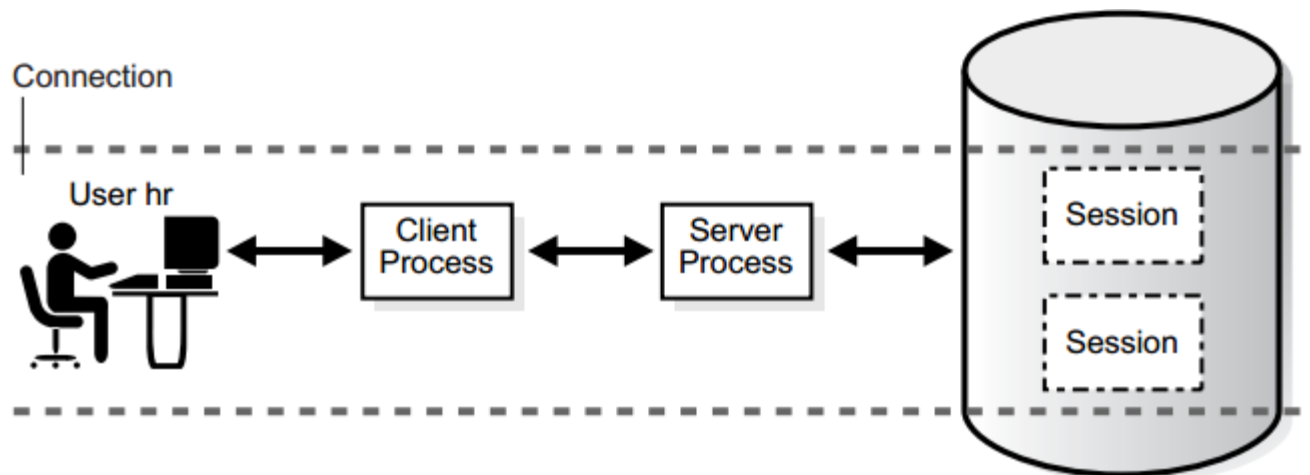 Connection
User hr
Client
Process
Server
Process
Session
Session